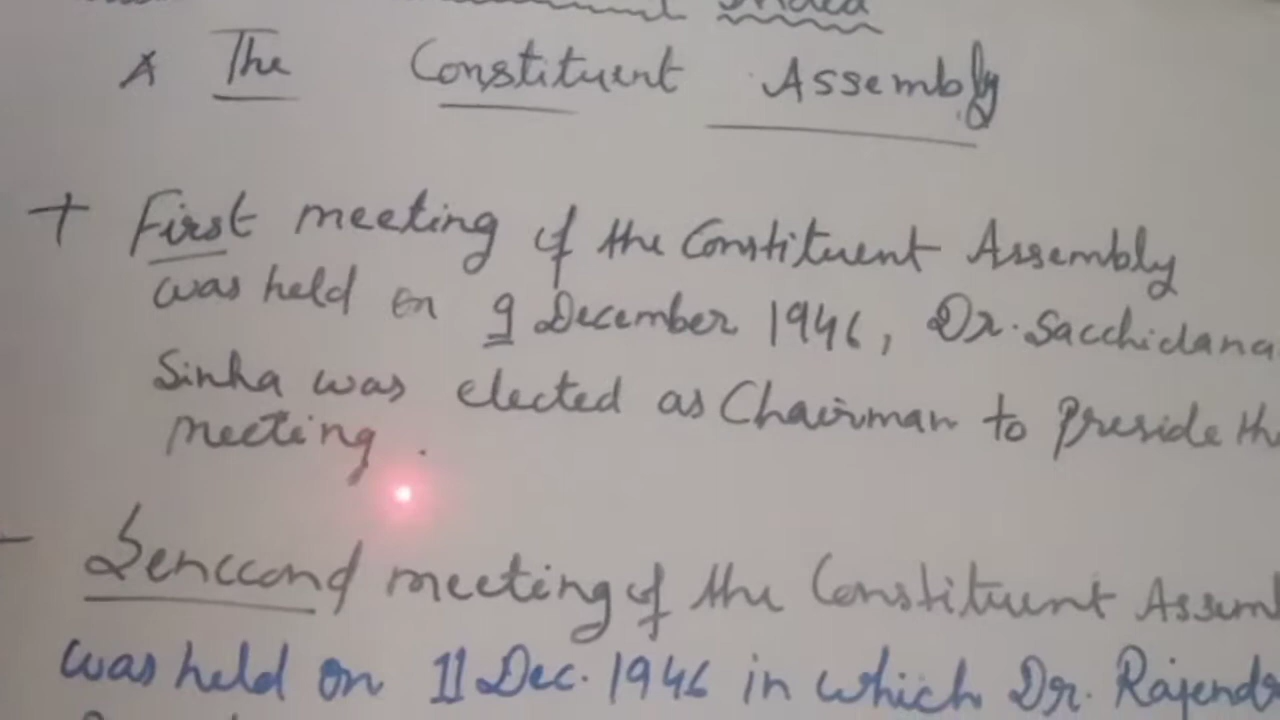 India
* The Constituent Assembly
+ First meeting of the Constituent Assembly
was held on 9 December 1946, Dr. Sacchidana
Sinha was elected as Chairman to Preside th
meeting.
- Senccond meeting of the Constituent Assem
was held on 11 Dec. 1946 in which Dr. Rajendr